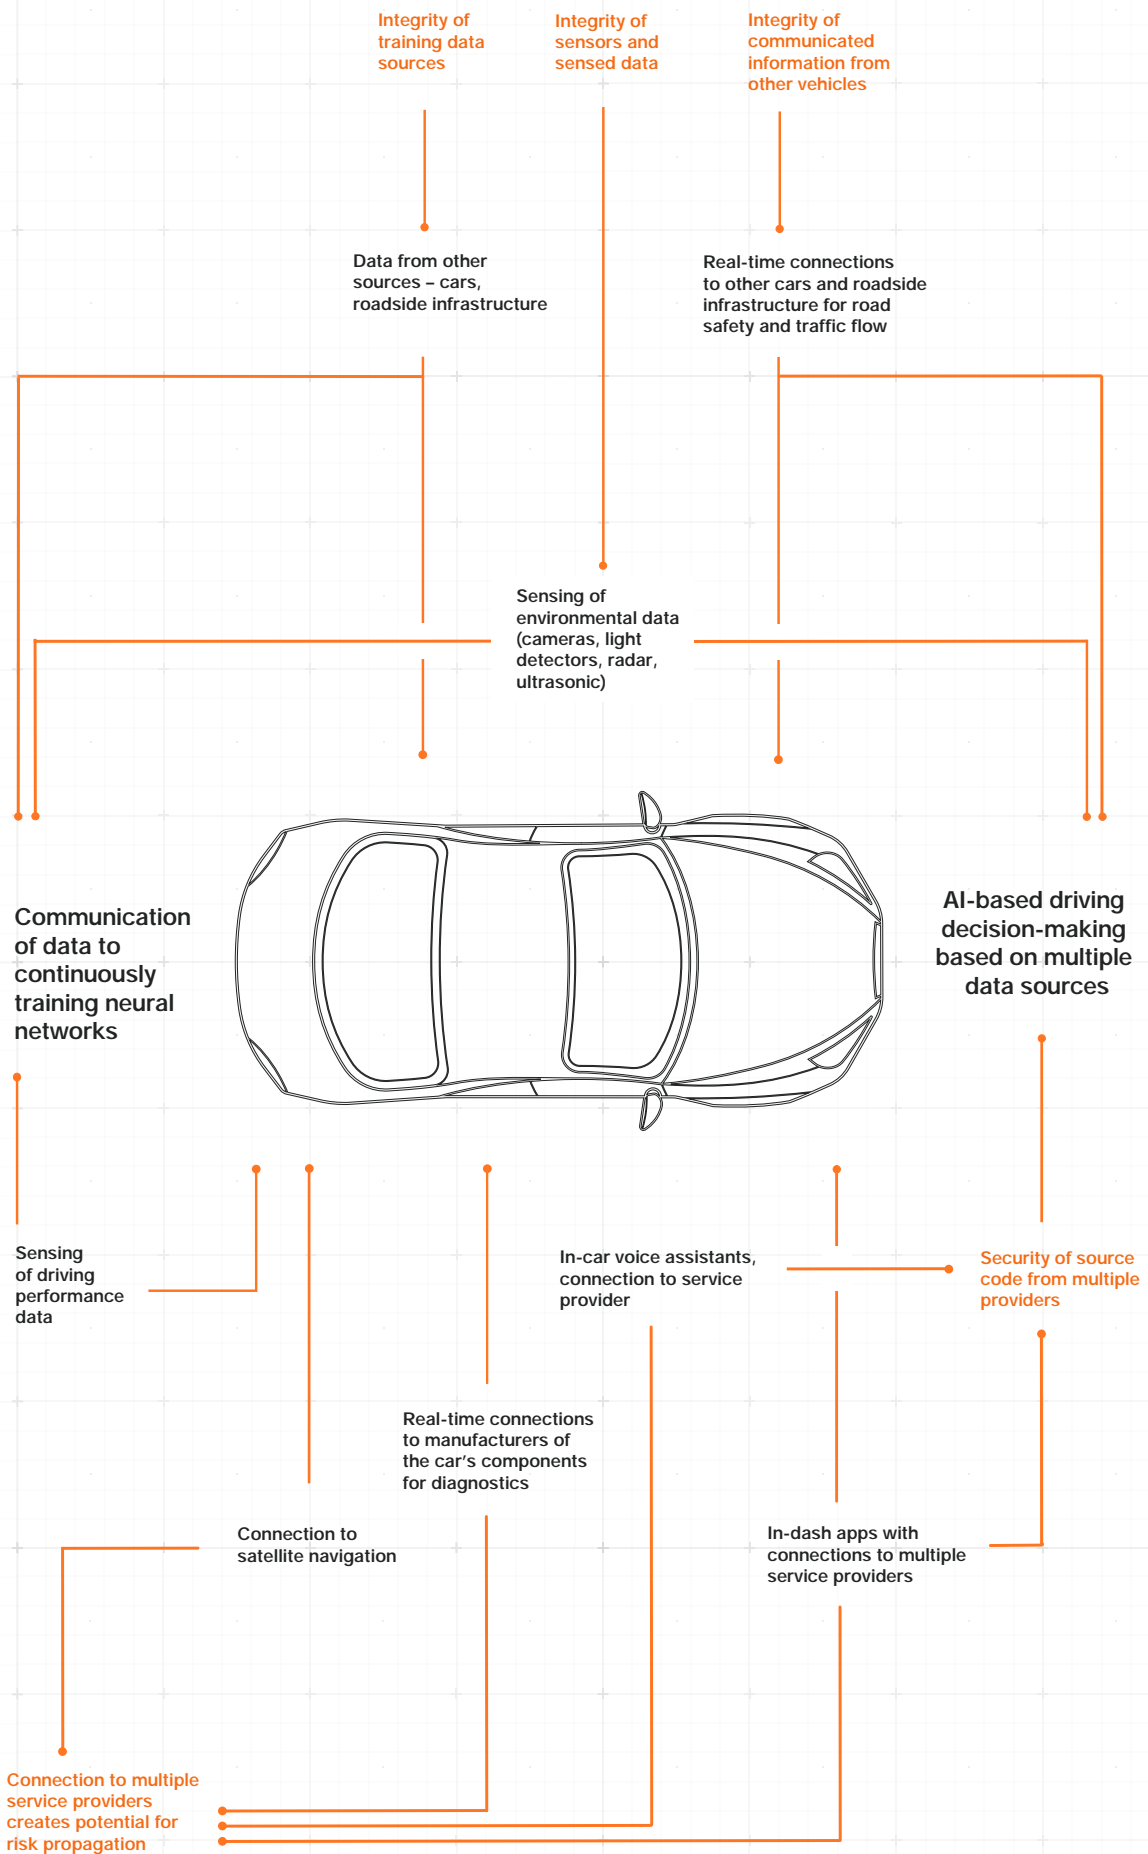 Integrity of
training data
sources
Integrity of
sensors and
sensed data
Integrity of
communicated
information from
other vehicles
Data from other
sources – cars,
roadside infrastructure
Real-time connections
to other cars and roadside
infrastructure for road
safety and traffic flow
Sensing of
environmental data
(cameras, light
detectors, radar,
ultrasonic)
Communication
of data to
continuously
training neural
networks
AI-based driving
decision-making
based on multiple
data sources
Sensing
of driving
performance
data
In-car voice assistants,
connection to service
provider
Security of source
code from multiple
providers
Real-time connections
to manufacturers of
the car's components
for diagnostics
Connection to
satellite navigation
In-dash apps with
connections to multiple
service providers
Connection to multiple
service providers
creates potential for
risk propagation